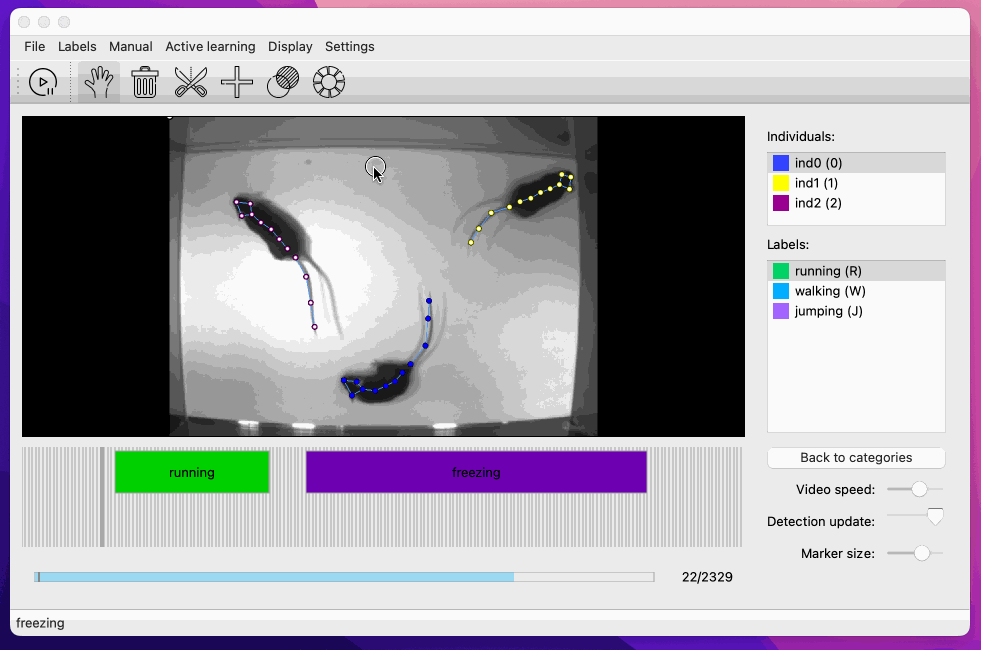 File Labels Manual Active learning Display Settings
Individuals:
ind0 (0)
ind1 (1)
ind2 (2)
Labels:
running (R)
walking (W)
jumping (J)
Back to categories
running freezing
Video speed:
Detection update:
Marker size:
22/2329
freezing